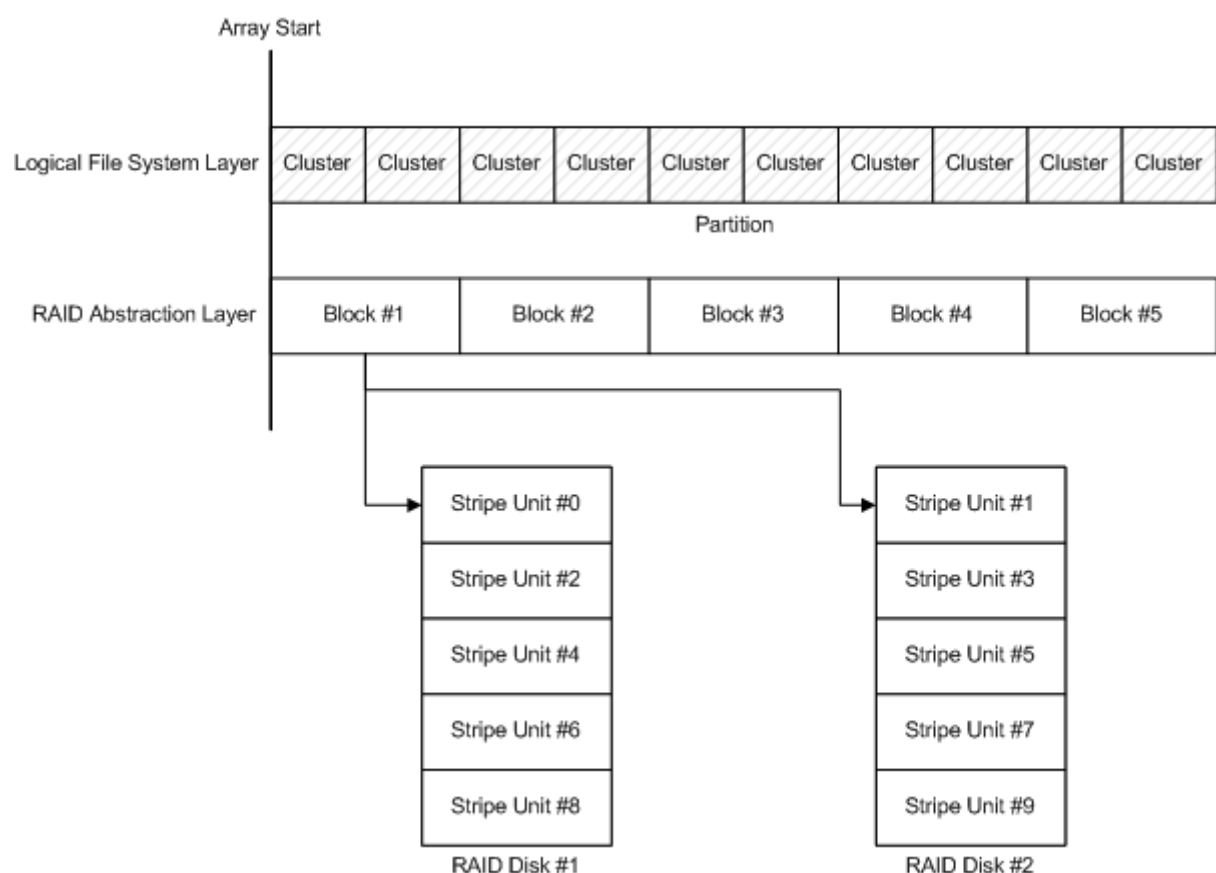 Array Start
Logical File System Layer
Cluster Cluster Cluster Cluster Cluster Cluster Cluster Cluster Cluster Cluster
Partition
RAID Abstraction Layer
Block #1 Block #2 Block #3 Block #4 Block #5
Stripe Unit #0 Stripe Unit #1
Stripe Unit #2 Stripe Unit #3
Stripe Unit #4 Stripe Unit #5
Stripe Unit #6 Stripe Unit #7
Stripe Unit #8 Stripe Unit #9
RAID Disk #1 RAID Disk #2